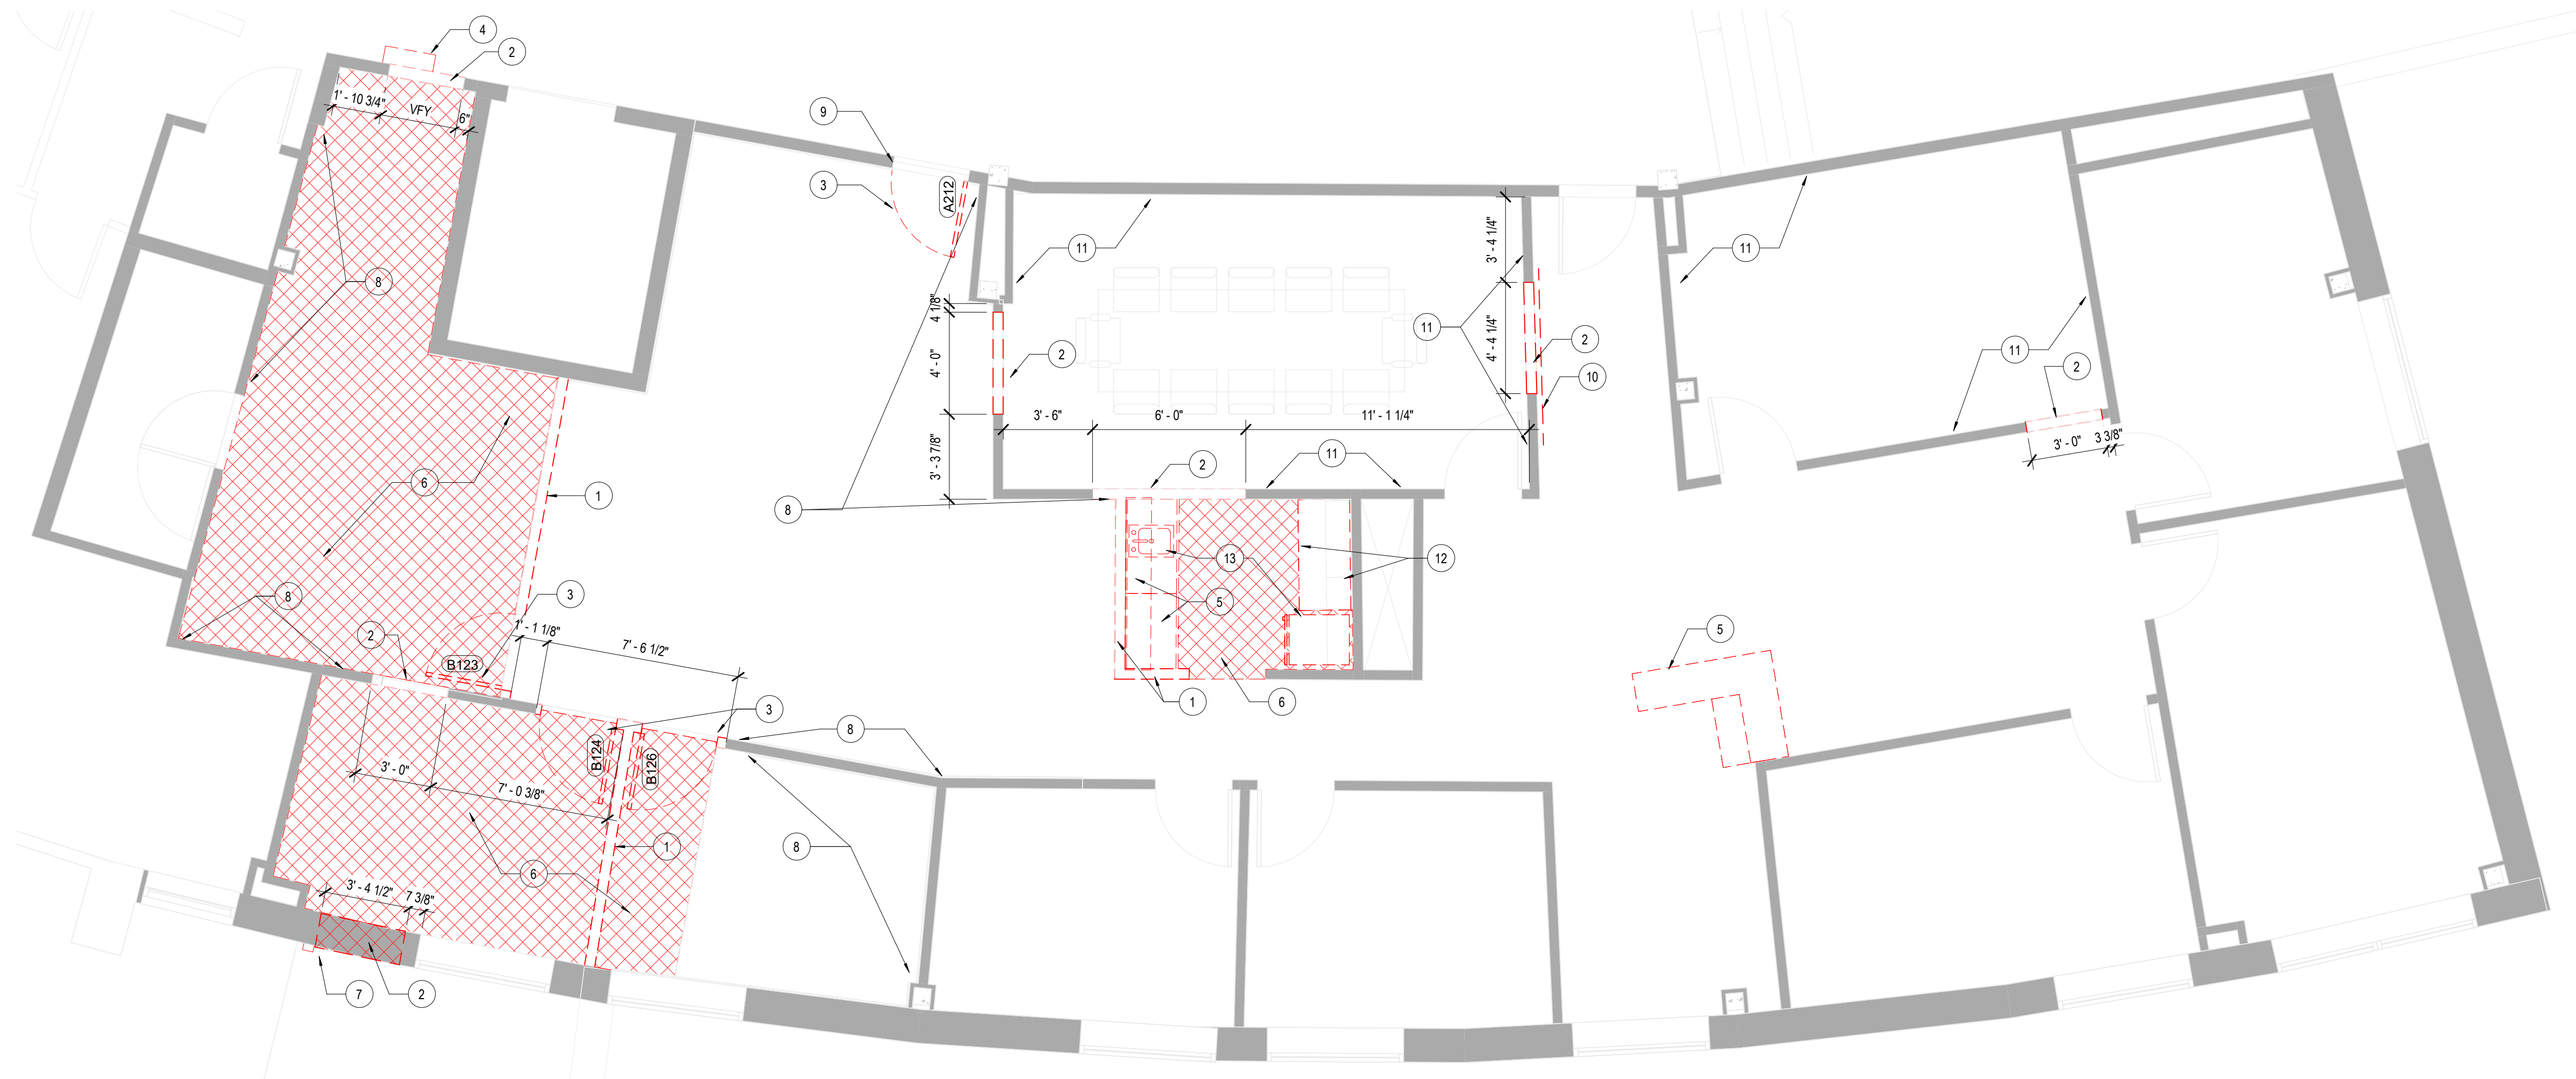 4
2
1' - 10 3/4"
VFY
6"
9
3
A212
8
11
3' - 4 1/4"
11
4 1/8"
4' - 0"
2
11
4' - 4 1/4"
2
10
11
2
3' - 6"
6' - 0"
11' - 1 1/4"
3' - 0"
3 3/8"
3' - 3 7/8"
2
11
6
1
8
13
12
5
8
3
2
1' - 1 1/8"
7' - 6 1/2"
B123
5
6
1
3
8
B124
B126
3' - 0"
7' - 0 3/8"
1
8
6
3' - 4 1/2"
7 3/8"
7
2